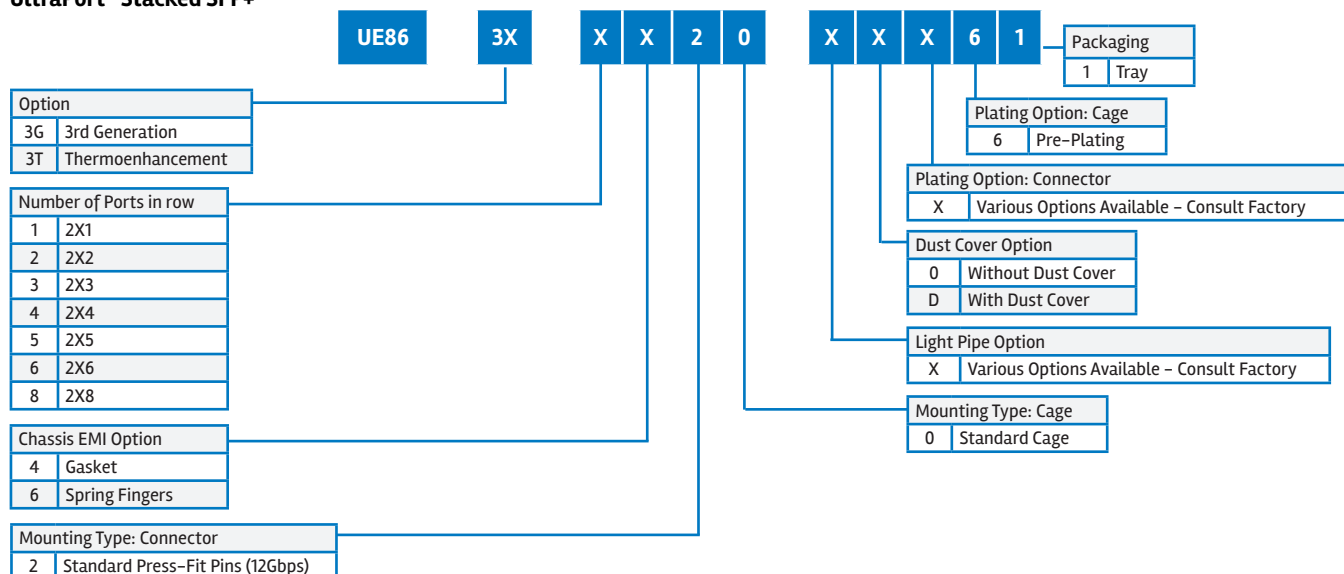 UltraPort™ Stacked SFP+
UE86 3X X X 2 0 X X X 6 1
Packaging
1 Tray
Option
3G 3rd Generation
3T Thermoenhancement
Plating Option: Cage
6 Pre-Plating
Plating Option: Connector
X Various Options Available – Consult Factory
Number of Ports in row
1 2X1
2 2X2
3 2X3
4 2X4
5 2X5
6 2X6
8 2X8
Dust Cover Option
0 Without Dust Cover
D With Dust Cover
Light Pipe Option
X Various Options Available – Consult Factory
Mounting Type: Cage
0 Standard Cage
Chassis EMI Option
4 Gasket
6 Spring Fingers
Mounting Type: Connector
2 Standard Press-Fit Pins (12Gbps)